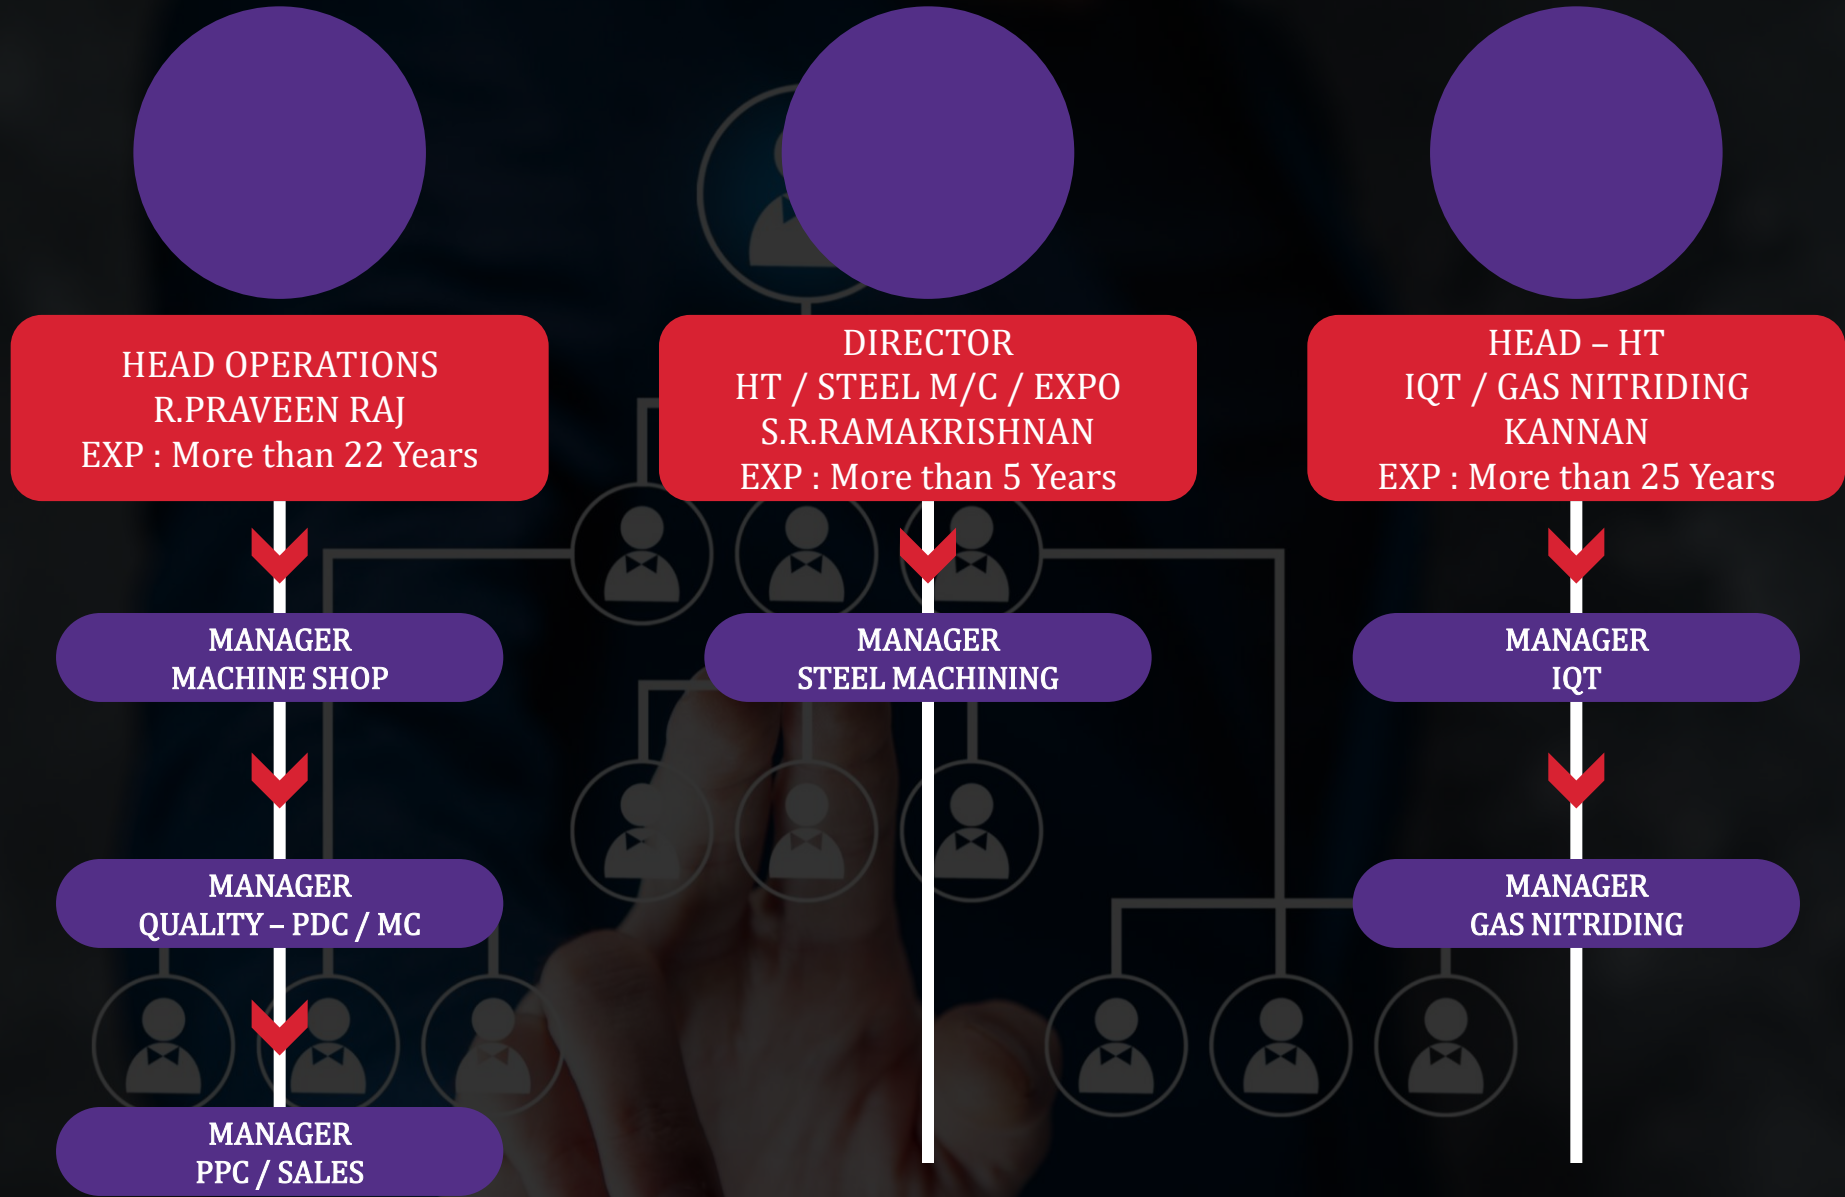 HEAD OPERATIONS
R.PRAVEEN RAJ
EXP : More than 22 Years
DIRECTOR
HT / STEEL M/C / EXPO
S.R.RAMAKRISHNAN
EXP : More than 5 Years
HEAD – HT
IQT / GAS NITRIDING
KANNAN
EXP : More than 25 Years
MANAGER
MACHINE SHOP
MANAGER
STEEL MACHINING
MANAGER
IQT
MANAGER
QUALITY – PDC / MC
MANAGER
GAS NITRIDING
MANAGER
PPC / SALES